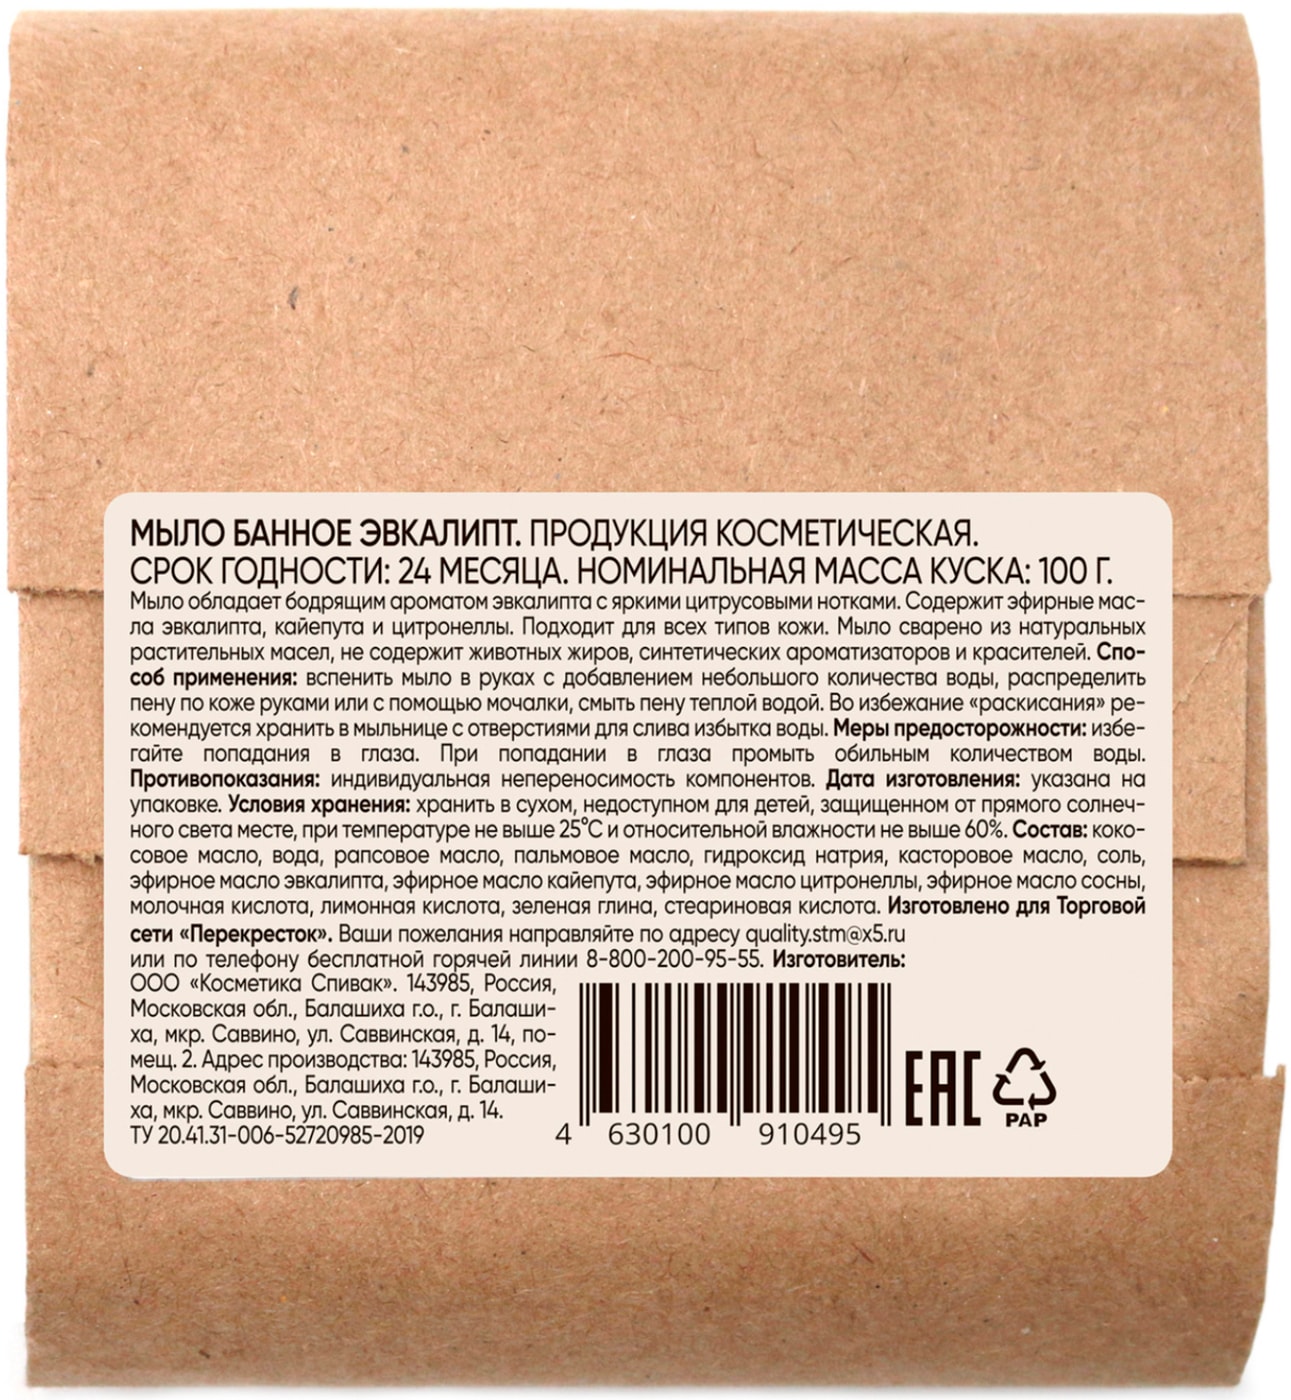 МЫЛО БАННОЕ ЭВКАЛИПТ. ПРОДУКЦИЯ КОСМЕТИЧЕСКАЯ.
СРОК ГОДНОСТИ: 24 МЕСЯЦА. НОМИНАЛЬНАЯ МАССА КУСКА: 100 Г.
Мыло обладает бодрящим ароматом эвкалипта с яркими цитрусовыми нотками. Содержит эфирные мас-
ла эвкалипта, кайепута и цитронеллы. Подходит для всех типов кожи. Мыло сварено из натуральных
растительных масел, не содержит животных жиров, синтетических ароматизаторов и красителей. Спо-
соб применения: вспенить мыло в руках с добавлением небольшого количества воды, распределить
пену по коже руками или с помощью мочалки, смыть пену теплой водой. Во избежание «раскисания» ре-
комендуется хранить в мыльнице с отверстиями для слива избытка воды. Меры предосторожности: избе-
гайте попадания в глаза. При попадании в глаза промыть обильным количеством воды.
Противопоказания: индивидуальная непереносимость компонентов. Дата изготовления: указана на
упаковке. Условия хранения: хранить в сухом, недоступном для детей, защищенном от прямого солнеч-
ного света месте, при температуре не выше 25°C и относительной влажности не выше 60%. Состав: коко-
совое масло, вода, рапсовое масло, пальмовое масло, гидроксид натрия, касторовое масло, соль,
эфирное масло эвкалипта, эфирное масло кайепута, эфирное масло цитронеллы, эфирное масло сосны,
молочная кислота, лимонная кислота, зеленая глина, стеариновая кислота. Изготовлено для Торговой
сети «Перекресток». Ваши пожелания направляйте по адресу quality.stm@x5.ru
или по телефону бесплатной горячей линии 8-800-200-95-55. Изготовитель:
ООО «Косметика Спивак». 143985, Россия,
Московская обл., Балашиха г.о., г. Балаши-
ха, мкр. Саввино, ул. Саввинская, д. 14, по-
мещ. 2. Адрес производства: 143985, Россия,
Московская обл., Балашиха г.о., г. Балаши-
ха, мкр. Саввино, ул. Саввинская, д. 14.
ТУ 20.41.31-006-52720985-2019
4 630100 910495
EAC
PAP